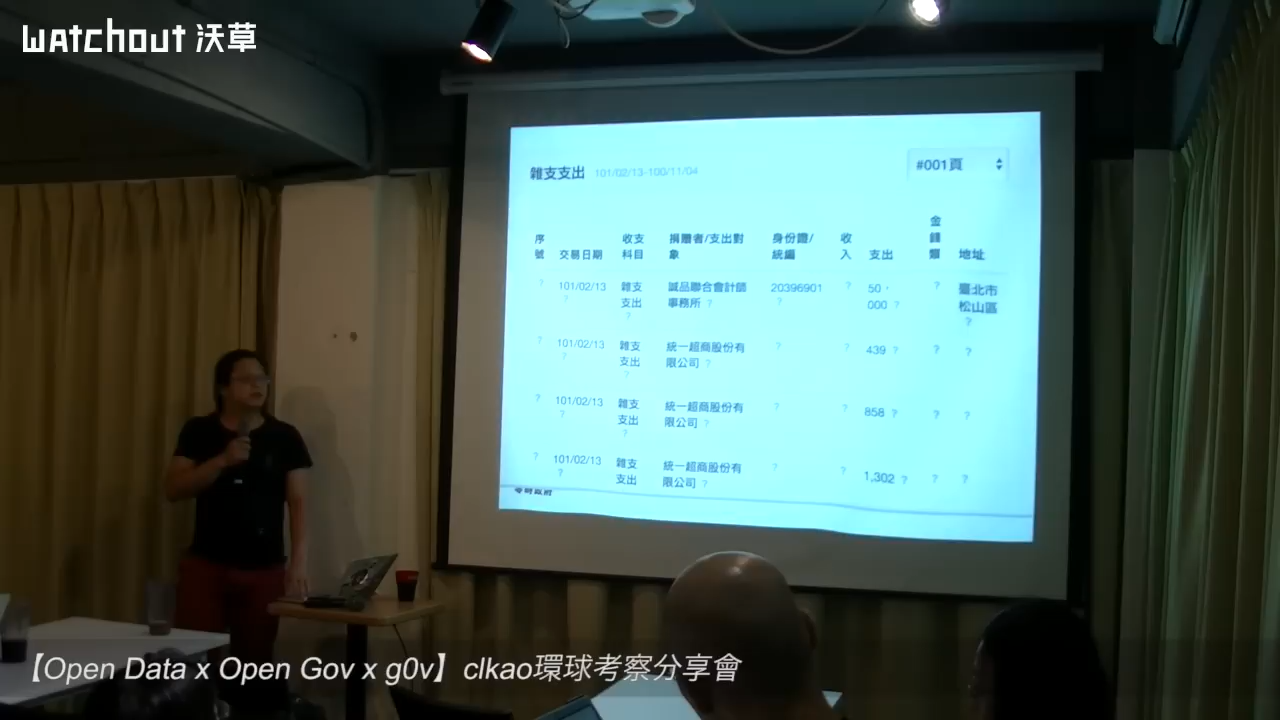 watchout 沃草
雜支支出 101/02/13-100/11/04
#001頁
序號 交易日期 收支科目 捐贈者/支出對象 身份證/統編 收入 支出 金錢類 地址
? 101/02/13 ? 雜支支出 ? 誠品聯合會計師事務所 ? 20396901 ? ? 50,000 ? ? 臺北市松山區 ?
? 101/02/13 ? 雜支支出 ? 統一超商股份有限公司 ? ? ? 439 ? ? ?
? 101/02/13 ? 雜支支出 ? 統一超商股份有限公司 ? ? ? 858 ? ? ?
? 101/02/13 ? 雜支支出 統一超商股份有限公司 ? ? ? 1,302 ? ? ?
零時政府
【Open Data x Open Gov x g0v】clkao環球考察分享會